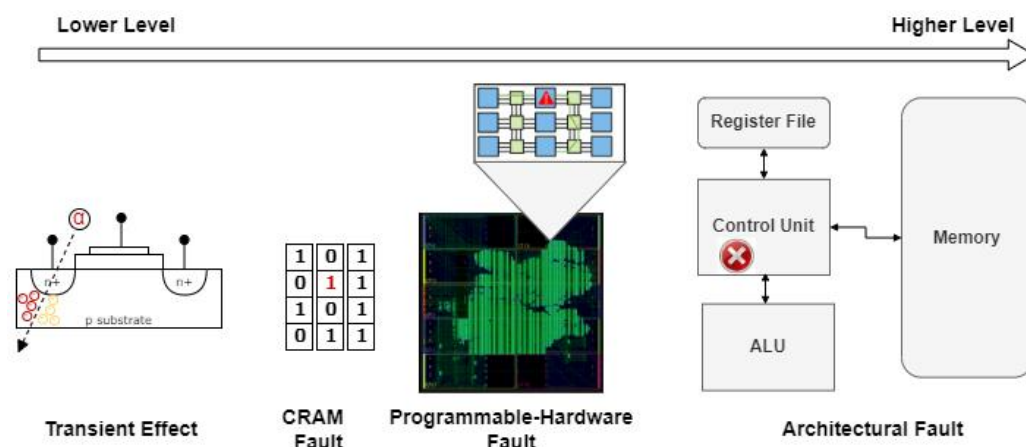 Lower Level
Higher Level
Register File
Control Unit
Memory
ALU
α
n+
n+
p substrate
1 0 1
0 1 1
1 0 1
0 1 1
Transient Effect
CRAM
Fault
Programmable-Hardware
Fault
Architectural Fault